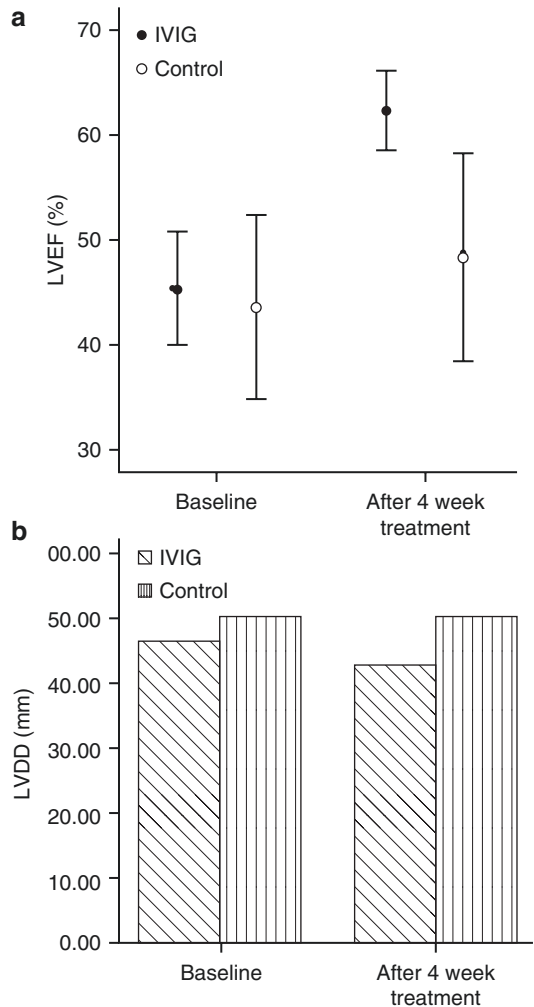 a
70
IVIG
Control
60
LVEF (%)
50
40
30
Baseline
After 4 week
treatment
b
00.00
IVIG
Control
50.00
40.00
LVDD (mm)
30.00
20.00
10.00
0.00
Baseline
After 4 week
treatment